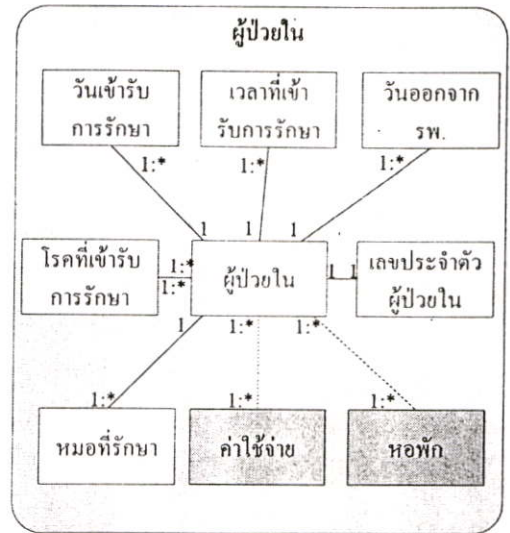 ผู้ป่วยใน
วันเข้ารับ
การรักษา
เวลาที่เข้า
รับการรักษา
วันออกจาก
รพ.
1:*
1:*
1:*
1
1
1
โรคที่เข้ารับ
การรักษา
1:*
1:*
ผู้ป่วยใน
1
1
เลขประจำตัว
ผู้ป่วยใน
1
1:*
1:*
1:*
1:*
1:*
หมอที่รักษา
ค่าใช้จ่าย
หอพัก